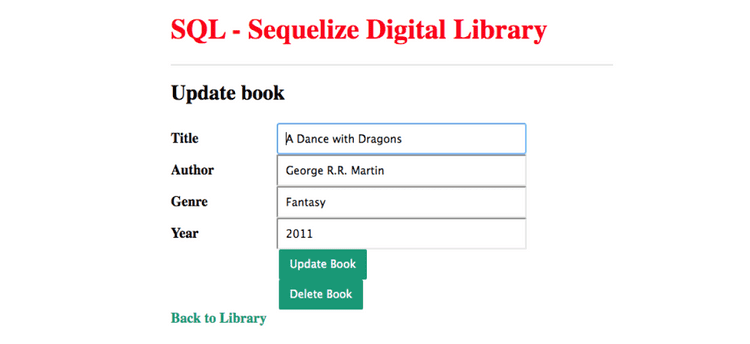 SQL - Sequelize Digital Library
Update book
Title A Dance with Dragons
Author George R.R. Martin
Genre Fantasy
Year 2011
Update Book
Delete Book
Back to Library